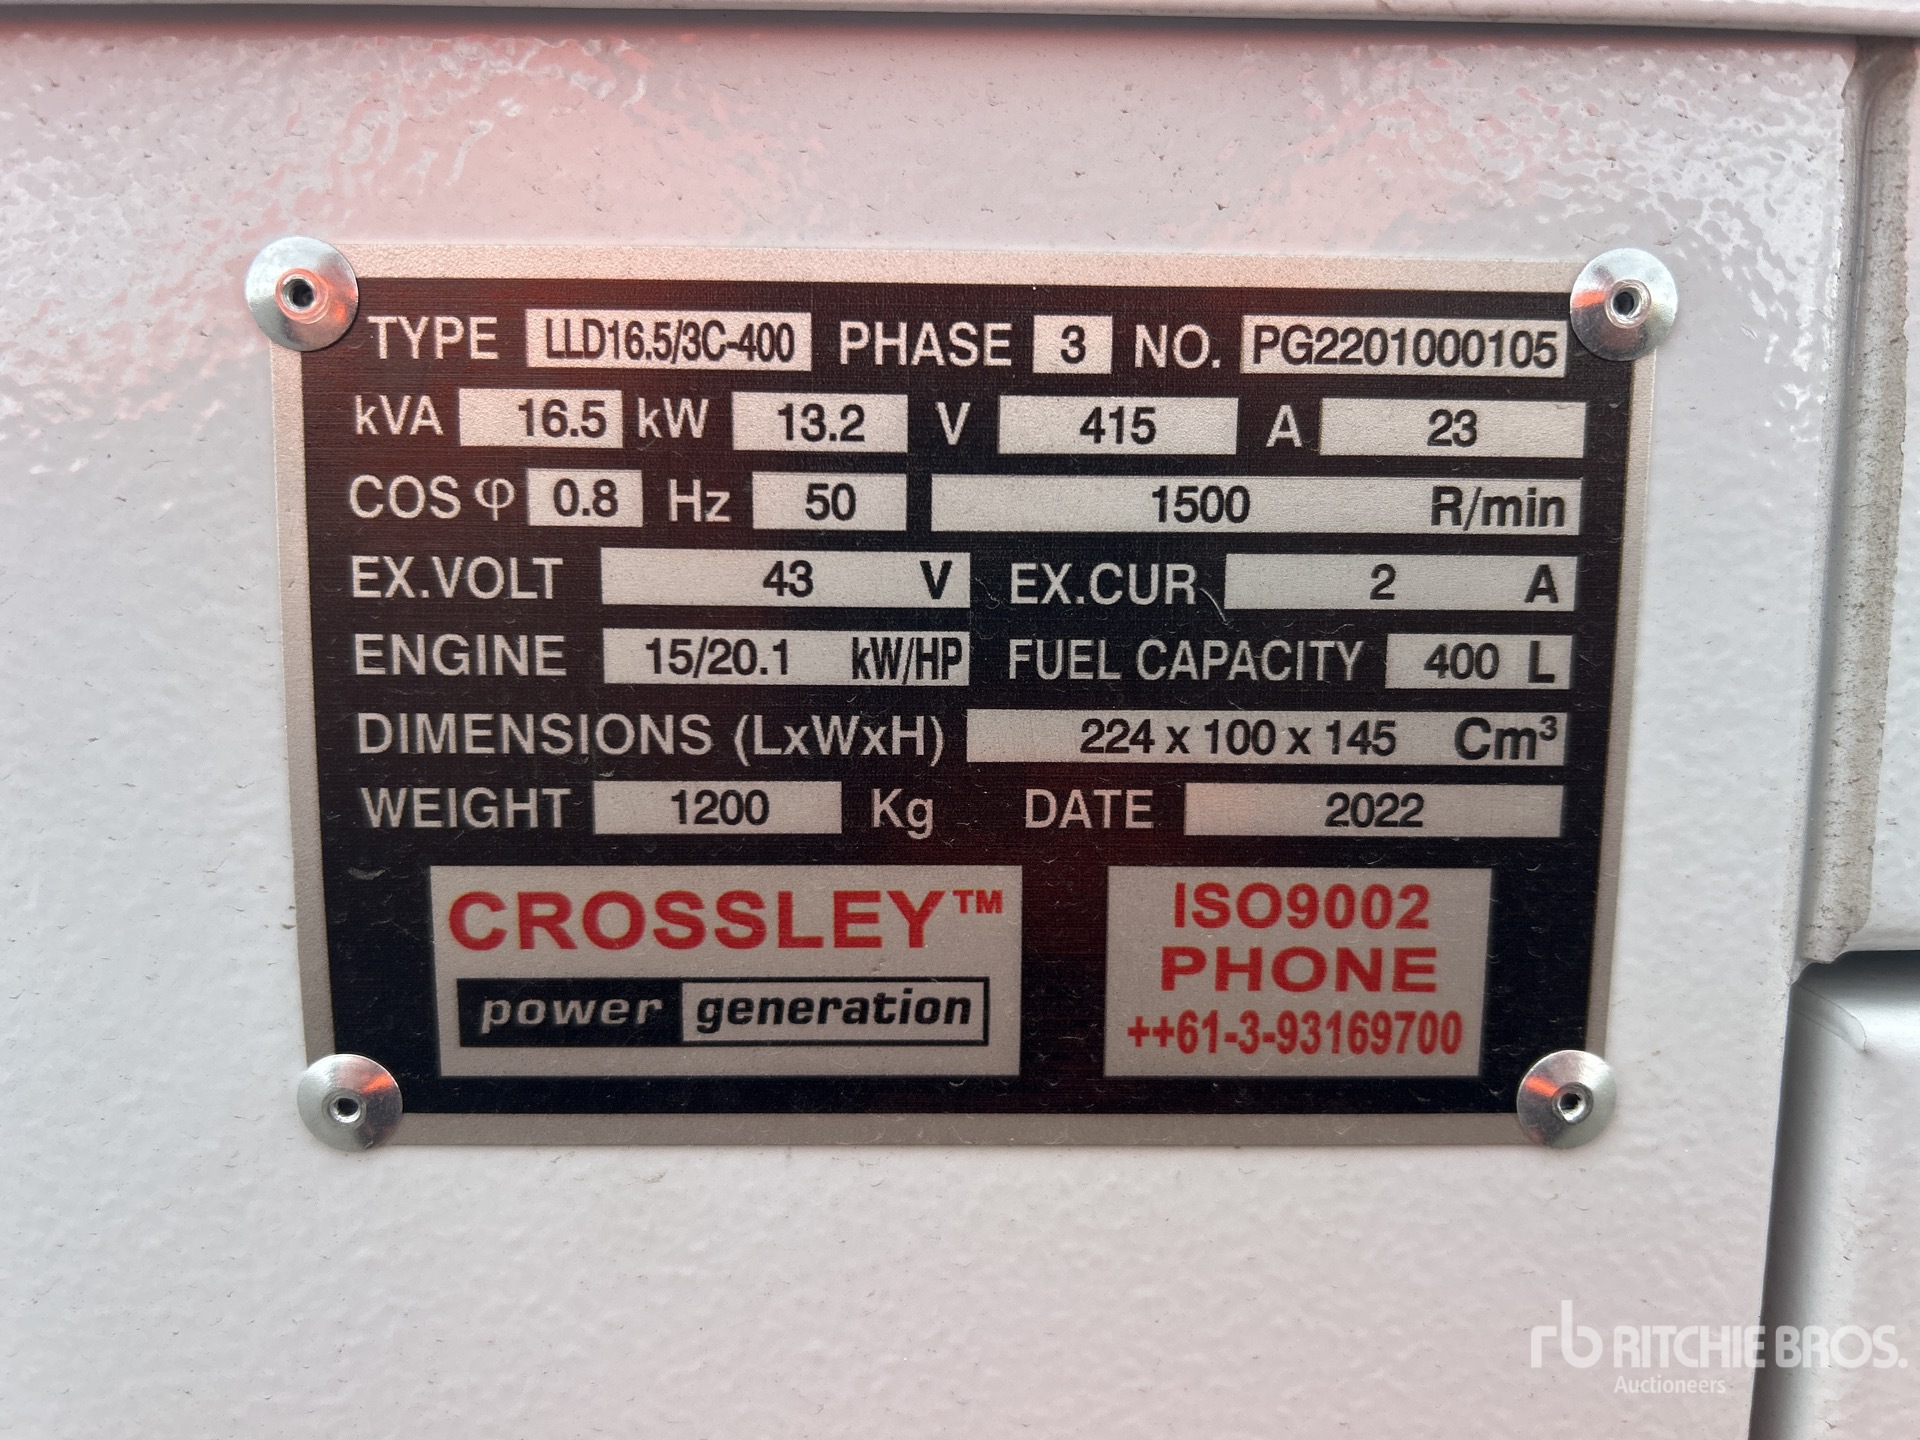 TYPE LLD16.5/3C-400 PHASE 3 NO. PG2201000105
kVA 16.5 kW 13.2 V 415 A 23
COS φ 0.8 Hz 50 1500 R/min
EX.VOLT 43 V EX.CUR 2 A
ENGINE 15/20.1 kW/HP FUEL CAPACITY 400 L
DIMENSIONS (LxWxH) 224 x 100 x 145 Cm³
WEIGHT 1200 Kg DATE 2022
CROSSLEY™
power generation
ISO9002
PHONE
++61-3-93169700
rb RITCHIE BROS.
Auctioneers